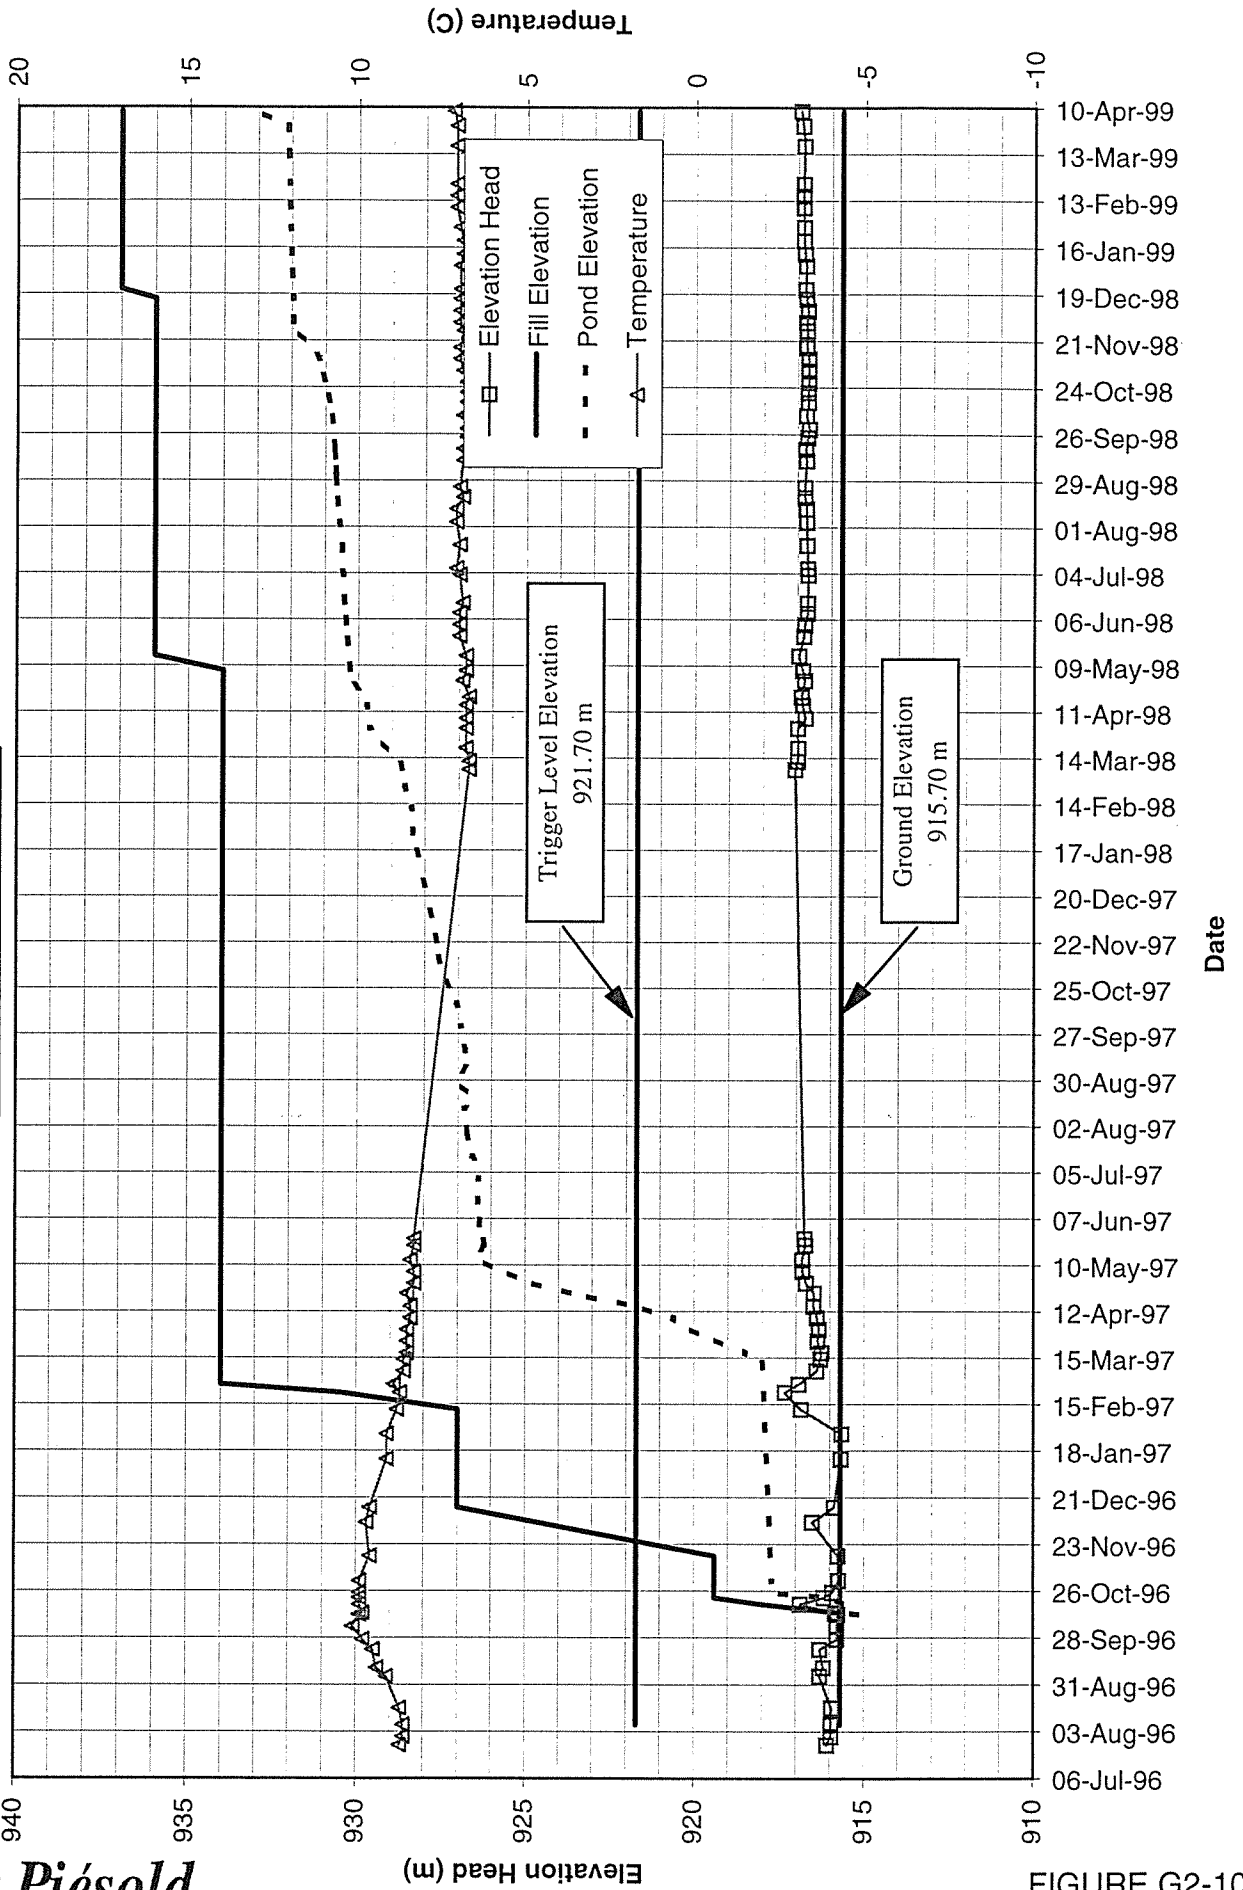 Temperature (C)
20
15
10
5
0
-5
-10
10-Apr-99
13-Mar-99
13-Feb-99
16-Jan-99
19-Dec-98
21-Nov-98
24-Oct-98
26-Sep-98
29-Aug-98
01-Aug-98
04-Jul-98
06-Jun-98
09-May-98
11-Apr-98
14-Mar-98
14-Feb-98
17-Jan-98
20-Dec-97
22-Nov-97
25-Oct-97
27-Sep-97
30-Aug-97
02-Aug-97
05-Jul-97
07-Jun-97
10-May-97
12-Apr-97
15-Mar-97
15-Feb-97
18-Jan-97
21-Dec-96
23-Nov-96
26-Oct-96
28-Sep-96
31-Aug-96
03-Aug-96
06-Jul-96
Date
Elevation Head
Fill Elevation
Pond Elevation
Temperature
Trigger Level Elevation
921.70 m
Ground Elevation
915.70 m
940
935
930
925
920
915
910
Elevation Head (m)
Piésold
FIGURE G2-10